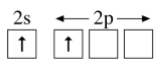 2s ← 2p →
↑ ↑